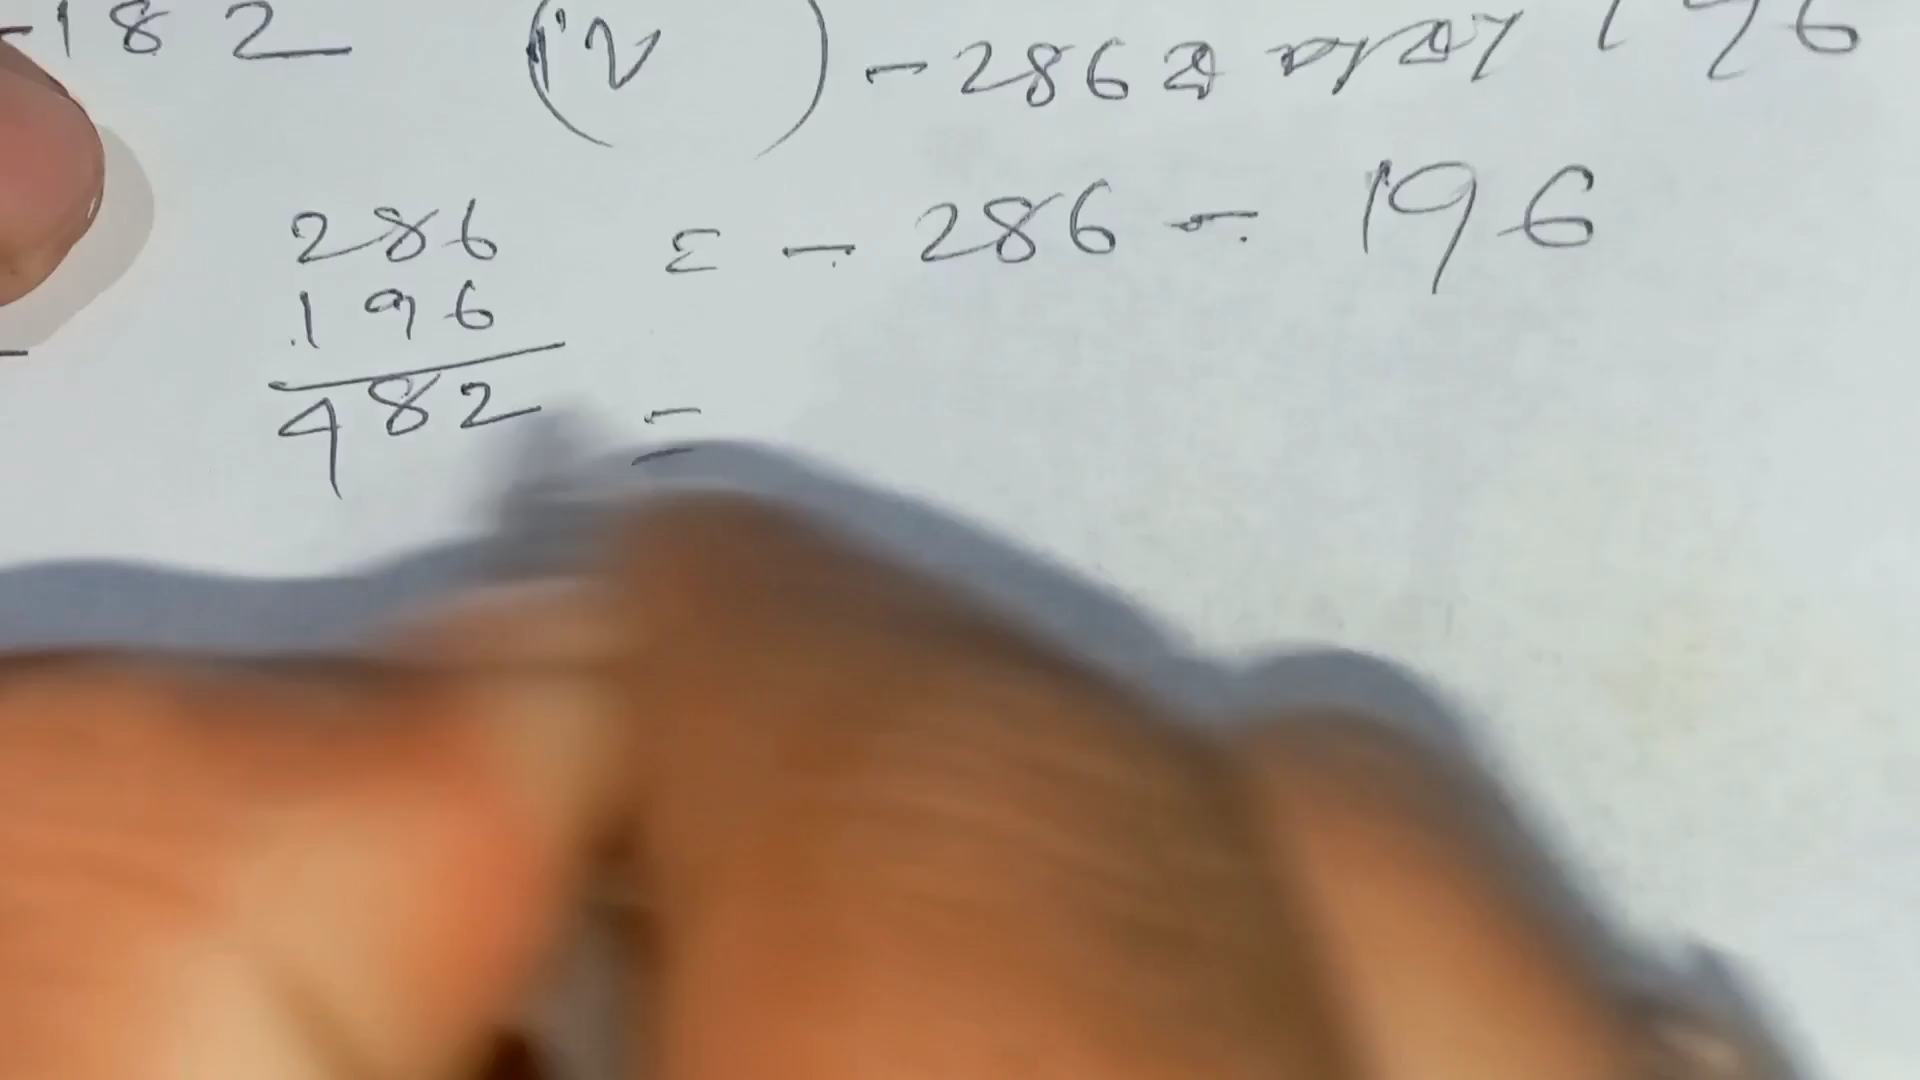 -182 (iv) -286 196
286 = - 286 - 196
196
482 =